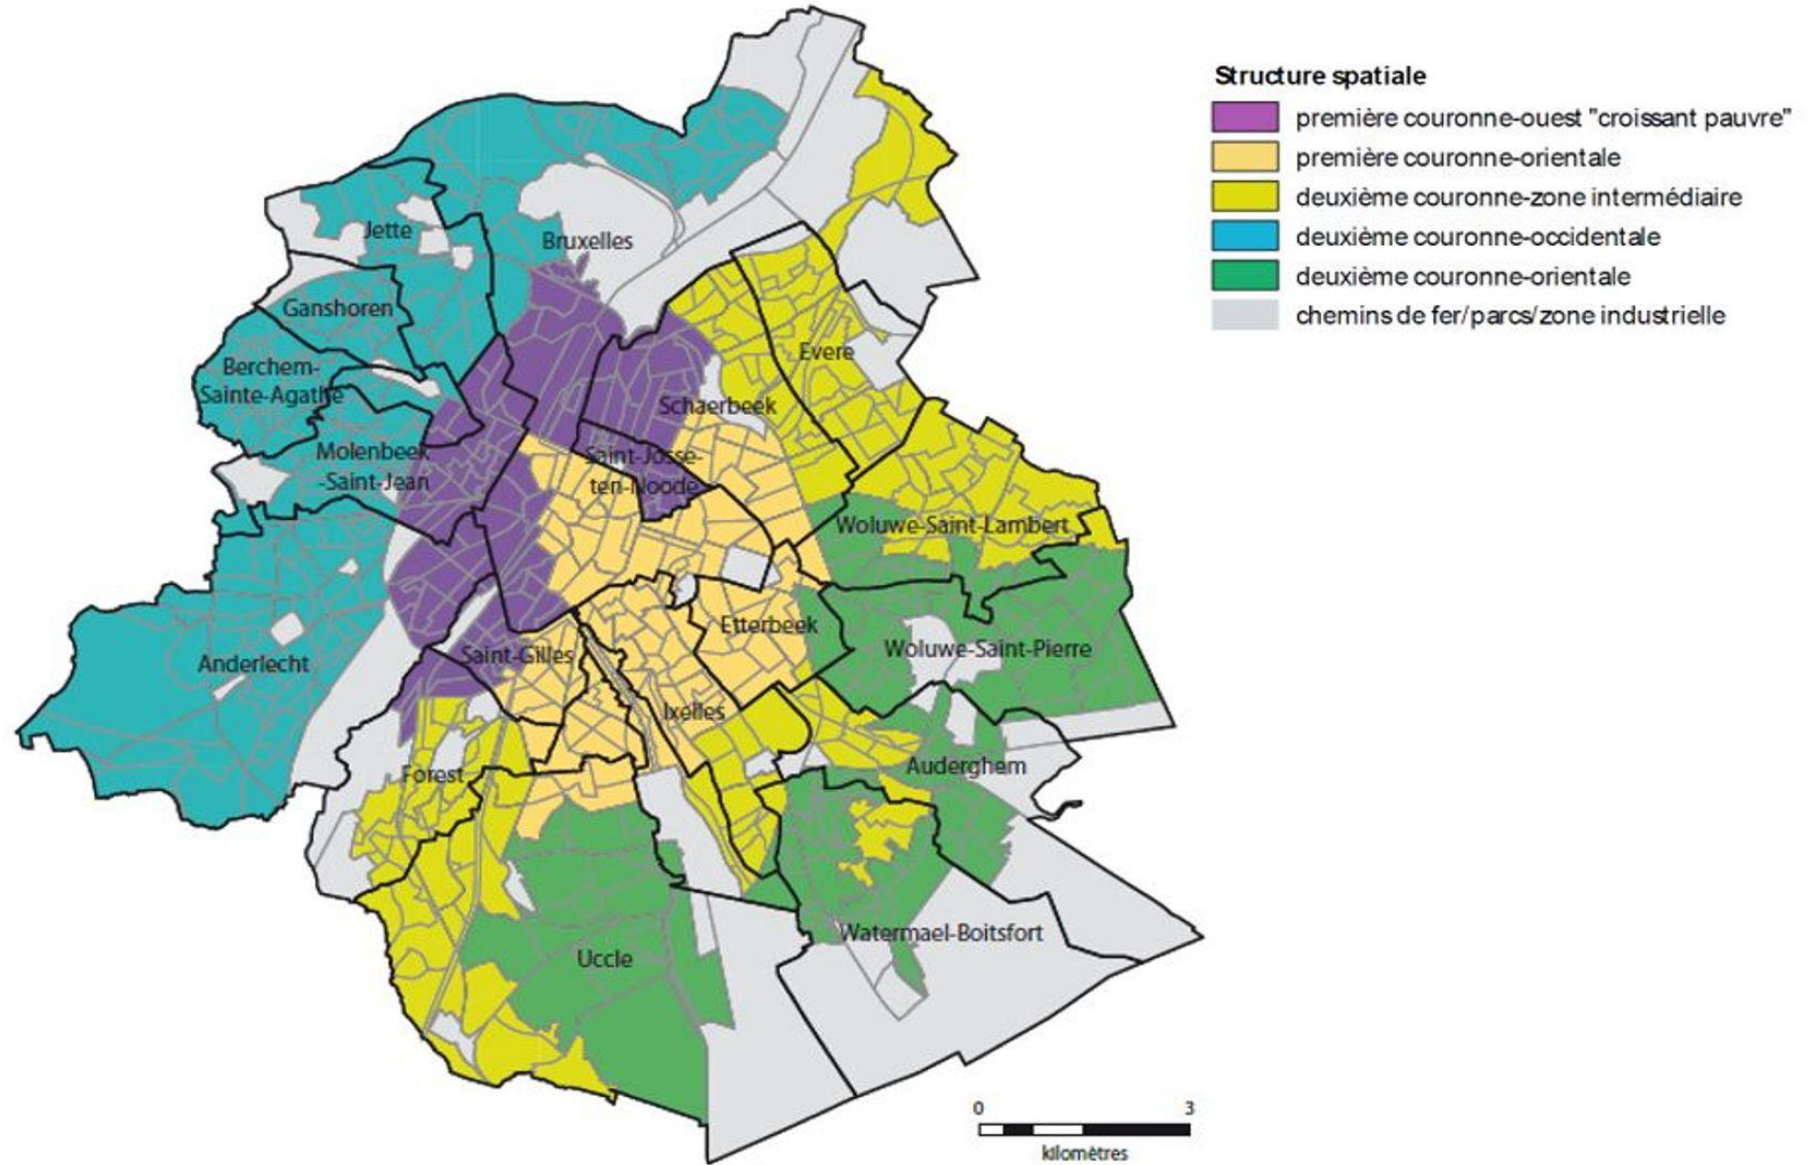 Structure spatiale
première couronne-ouest "croissant pauvre"
première couronne-orientale
deuxième couronne-zone intermédiaire
deuxième couronne-occidentale
deuxième couronne-orientale
chemins de fer/parcs/zone industrielle
Jette
Bruxelles
Ganshoren
Evere
Berchem-
Sainte-Agathe
Schaerbeek
Molenbeek
-Saint-Jean
Saint-Josse-
ten-Noode
Woluwe-Saint-Lambert
Etterbeek
Woluwe-Saint-Pierre
Anderlecht
Saint-Gilles
Ixelles
Forest
Auderghem
Watermael-Boitsfort
Uccle
0 3
kilomètres